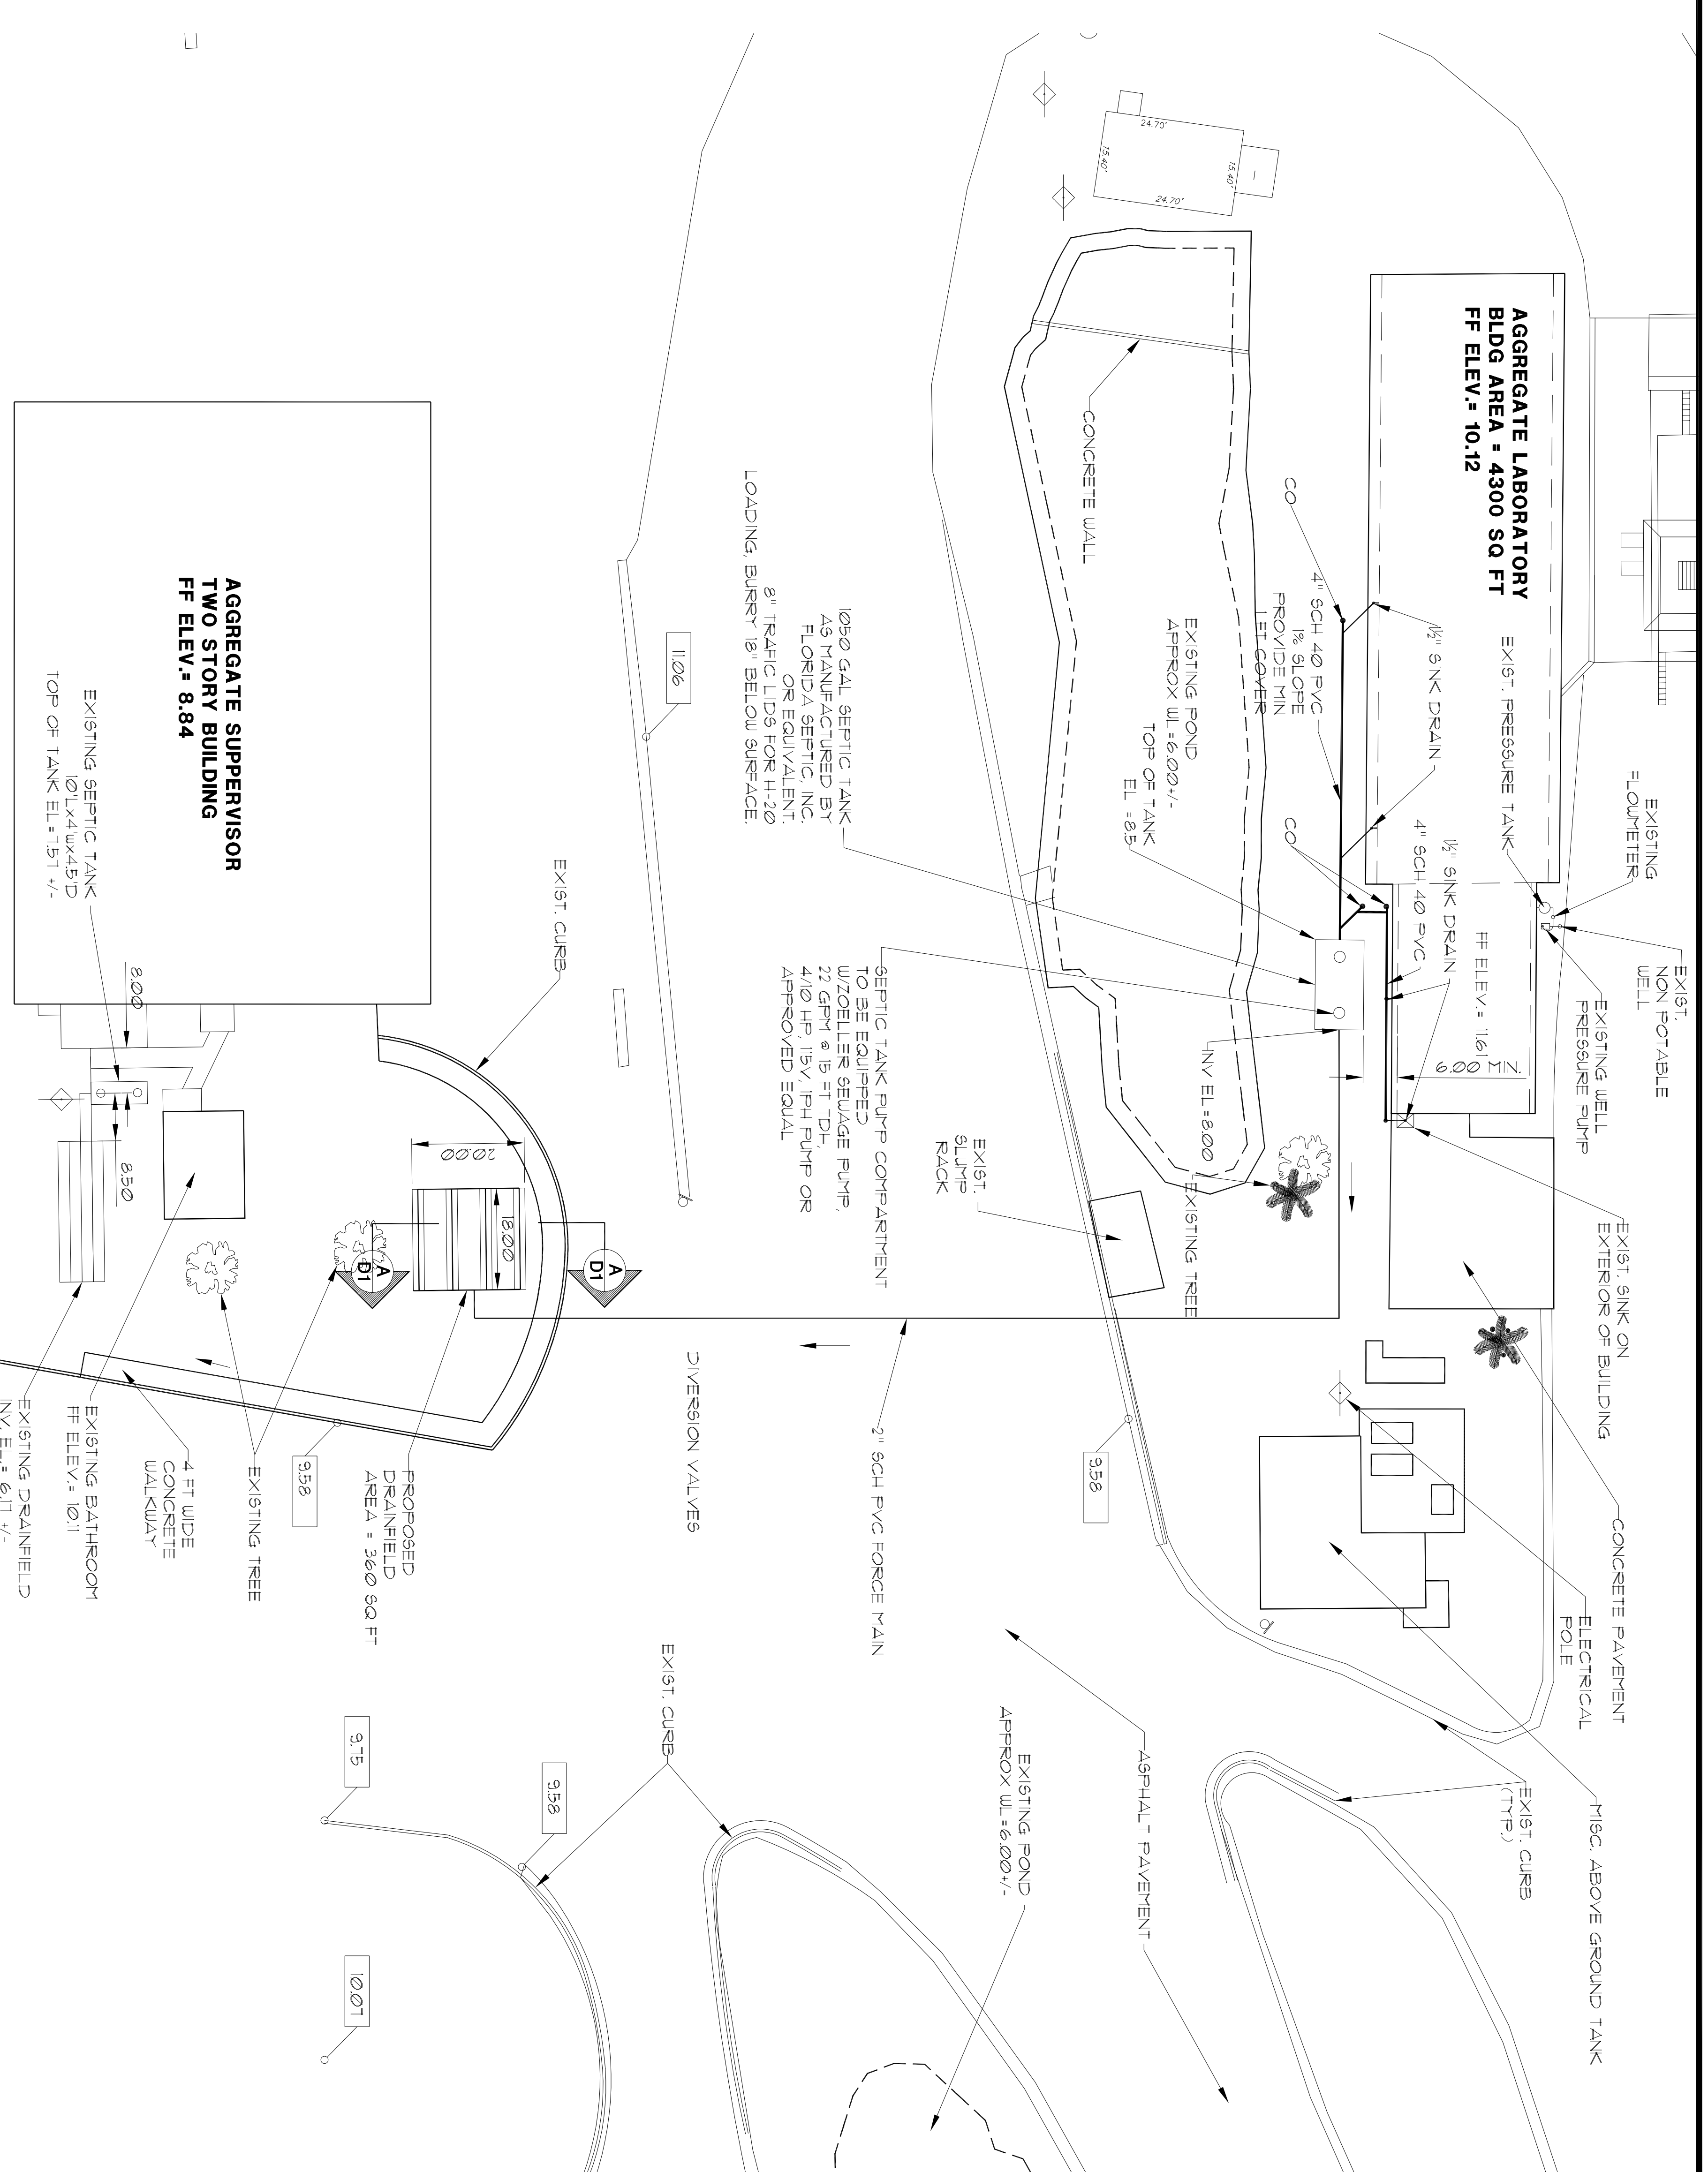 AGGREGATE LABORATORY
BLDG AREA = 4300 SQ FT
FF ELEV.= 10.12
EXISTING
FLOWMETER
EXIST. PRESSURE TANK
EXIST.
NON POTABLE
WELL
EXISTING WELL
PRESSURE PUMP
1½" SINK DRAIN
1½" SINK DRAIN
4" SCH 40 PVC
FF ELEV.= 11.61
6.00 MIN.
EXIST. SINK ON
EXTERIOR OF BUILDING
CONCRETE PAVEMENT
ELECTRICAL
POLE
MISC. ABOVE GROUND TANK
EXIST. CURB
(TYP.)
24.70'
15.40'
15.40'
24.70'
CO
4" SCH 40 PVC
1% SLOPE
PROVIDE MIN
1 FT COVER
CO
CONCRETE WALL
EXISTING POND
APPROX WL =6.00+/-
TOP OF TANK
EL =8.5
INV EL =8.00
EXISTING TREE
EXIST.
SLUMP
RACK
9.58
ASPHALT PAVEMENT
EXISTING POND
APPROX WL =6.00+/-
1050 GAL SEPTIC TANK
AS MANUFACTURED BY
FLORIDA SEPTIC, INC.
OR EQUIVALENT.
8" TRAFIC LIDS FOR H-20
LOADING, BURRY 18" BELOW SURFACE.
SEPTIC TANK PUMP COMPARTMENT
TO BE EQUIPPED
W/ZOELLER SEWAGE PUMP,
22 GPM @ 15 FT TDH,
4/10 HP, 115V, 1PH PUMP OR
APPROVED EQUAL
2" SCH PVC FORCE MAIN
DIVERSION VALVES
11.06
EXIST. CURB
EXIST. CURB
9.58
20.00
18.00
A
D1
A
D1
PROPOSED
DRAINFIELD
AREA = 360 SQ FT
9.58
EXISTING TREE
4 FT WIDE
CONCRETE
WALKWAY
EXISTING BATHROOM
FF ELEV.= 10.11
EXISTING DRAINFIELD
INV. EL.= 6.17 +/-
9.75
10.07
AGGREGATE SUPPERVISOR
TWO STORY BUILDING
FF ELEV.= 8.84
EXISTING SEPTIC TANK
10'Lx4'wx4.5'D
TOP OF TANK EL =7.57 +/-
8.00
8.50